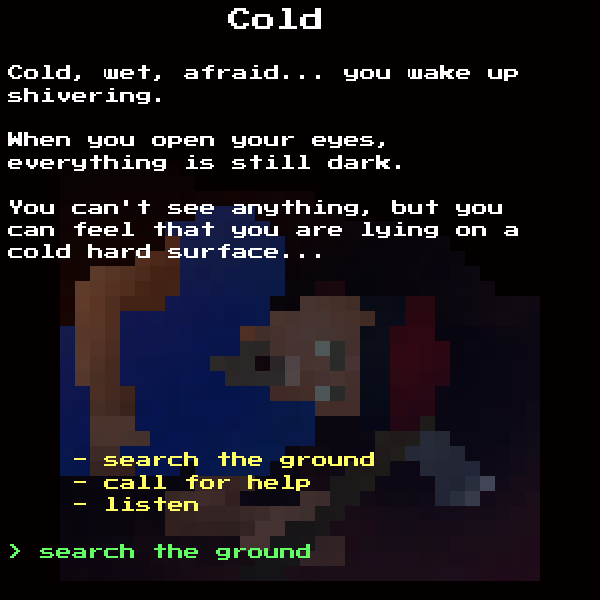 Cold
Cold, wet, afraid... you wake up
shivering.
When you open your eyes,
everything is still dark.
You can't see anything, but you
can feel that you are lying on a
cold hard surface...
- search the ground
- call for help
- listen
> search the ground